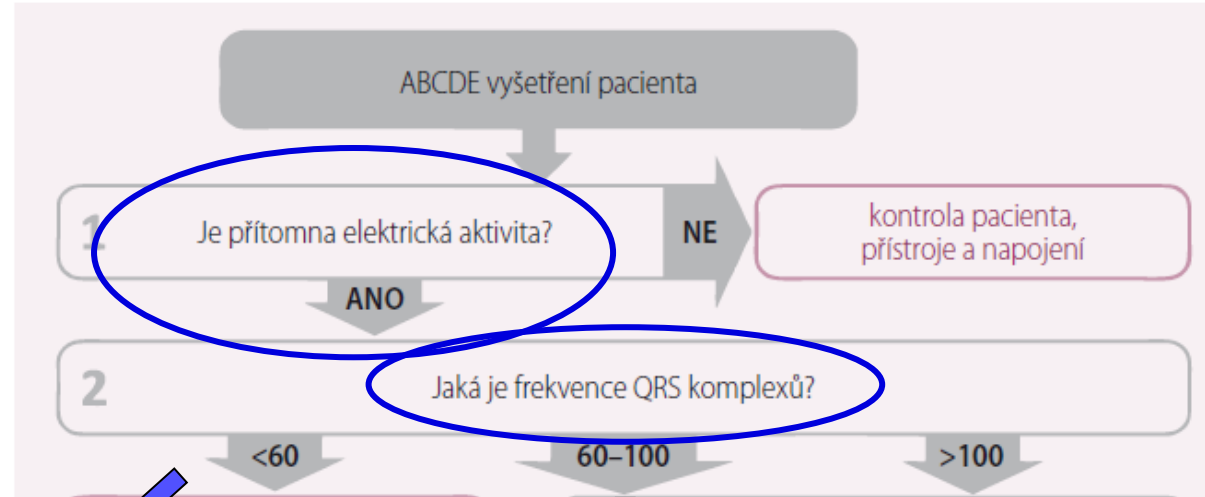 ABCDE vyšetření pacienta
1
Je přítomna elektrická aktivita?
NE
kontrola pacienta,
přístroje a napojení
ANO
2
Jaká je frekvence QRS komplexů?
<60
60–100
>100